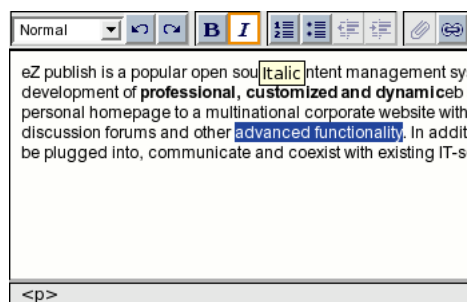 Normal B I
eZ publish is a popular open sou Italic ntent management sy
development of professional, customized and dynamiceb
personal homepage to a multinational corporate website with
discussion forums and other advanced functionality. In addit
be plugged into, communicate and coexist with existing IT-s
<p>